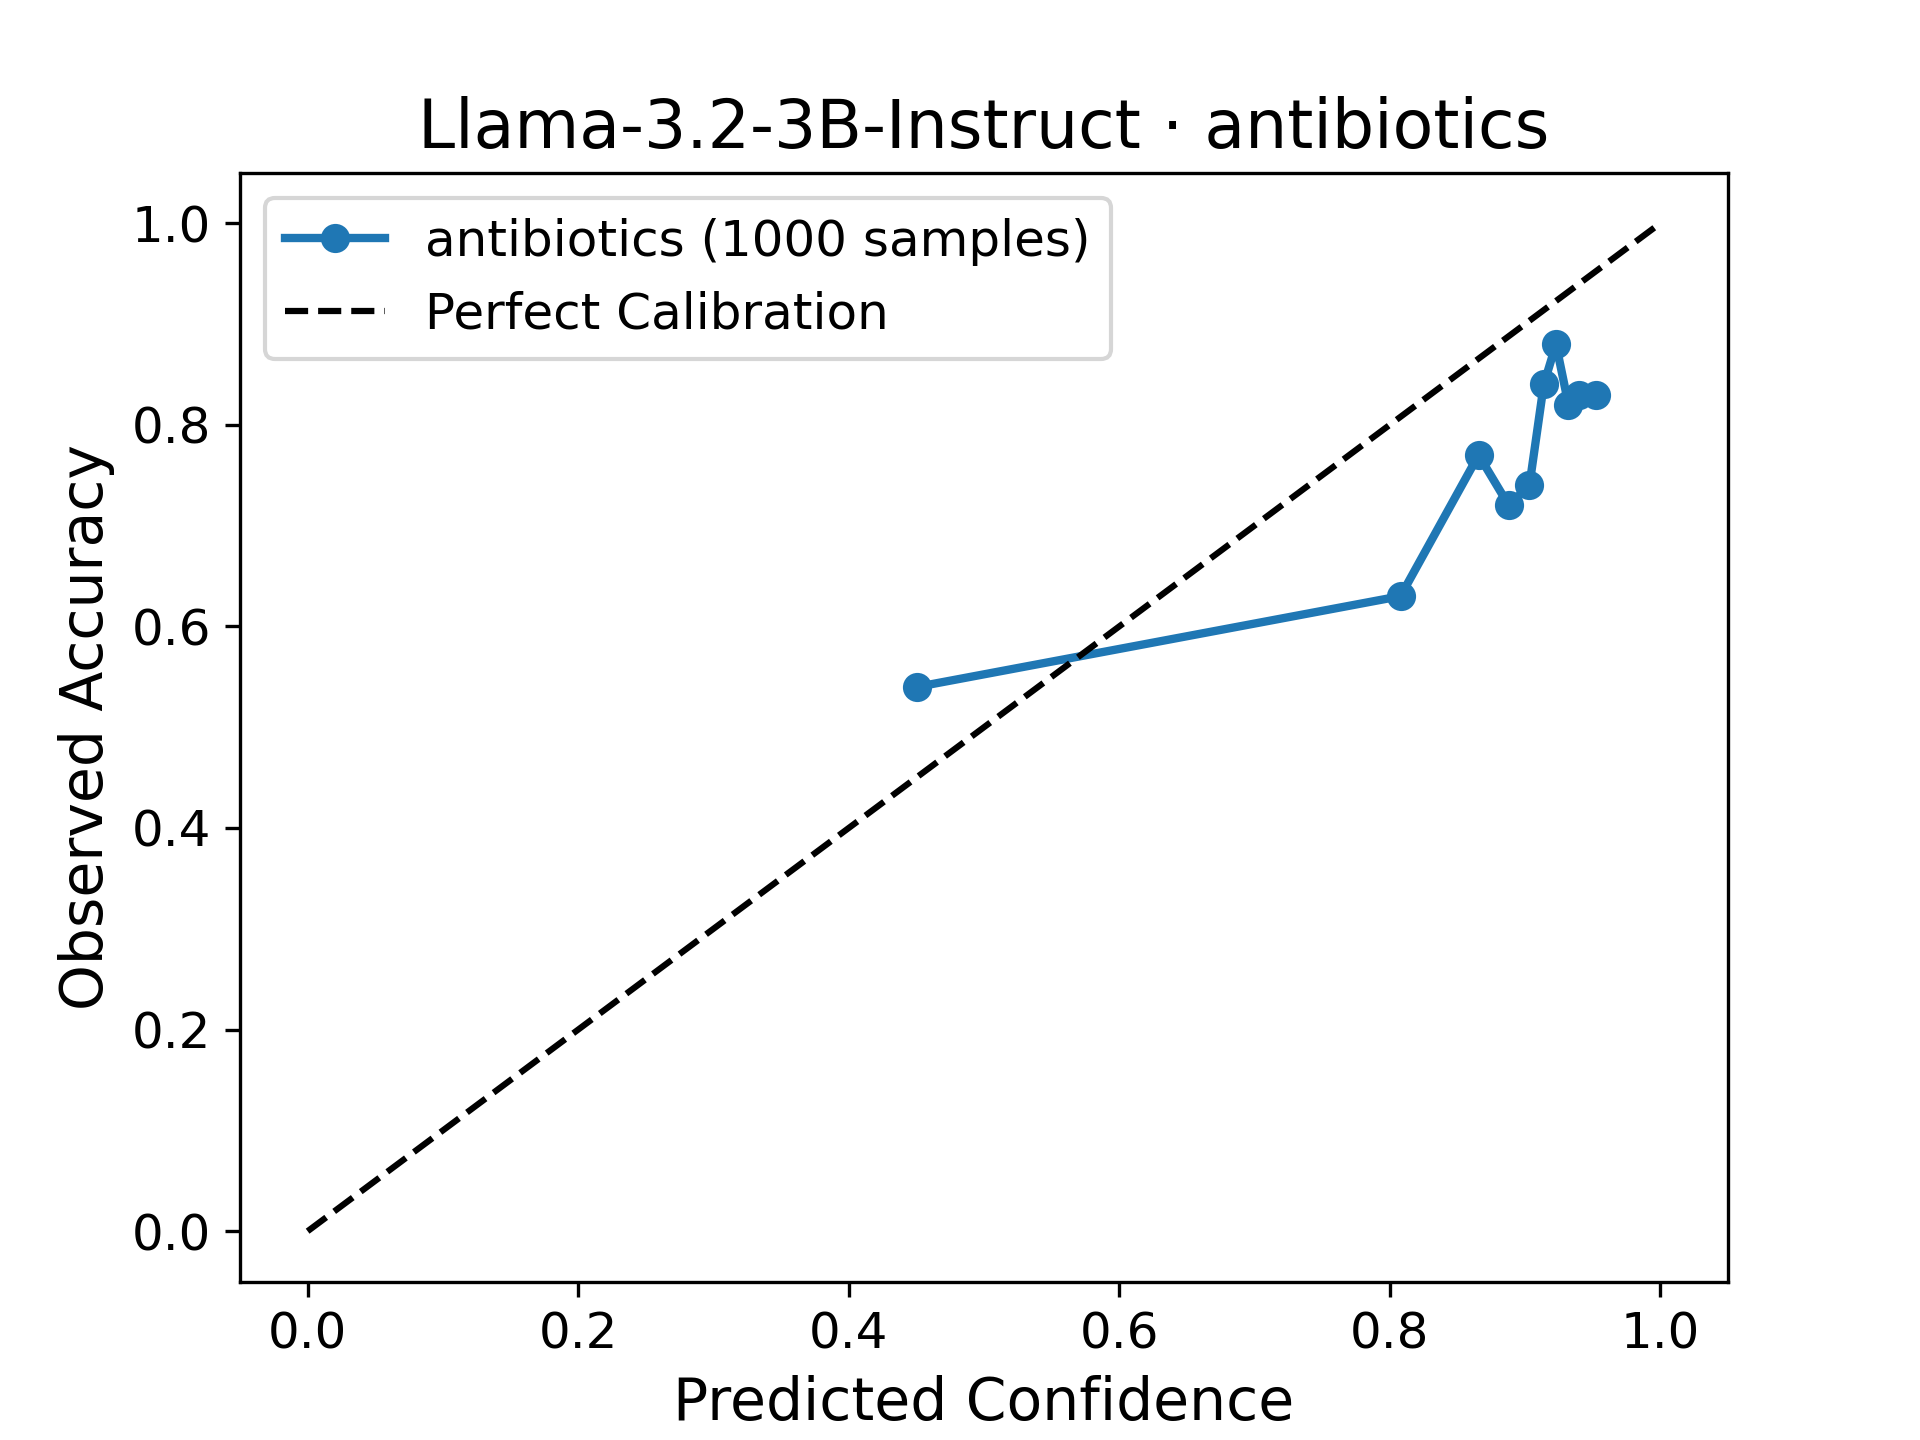 Llama-3.2-3B-Instruct · antibiotics
antibiotics (1000 samples)
Perfect Calibration
Observed Accuracy
1.0
0.8
0.6
0.4
0.2
0.0
0.0 0.2 0.4 0.6 0.8 1.0
Predicted Confidence